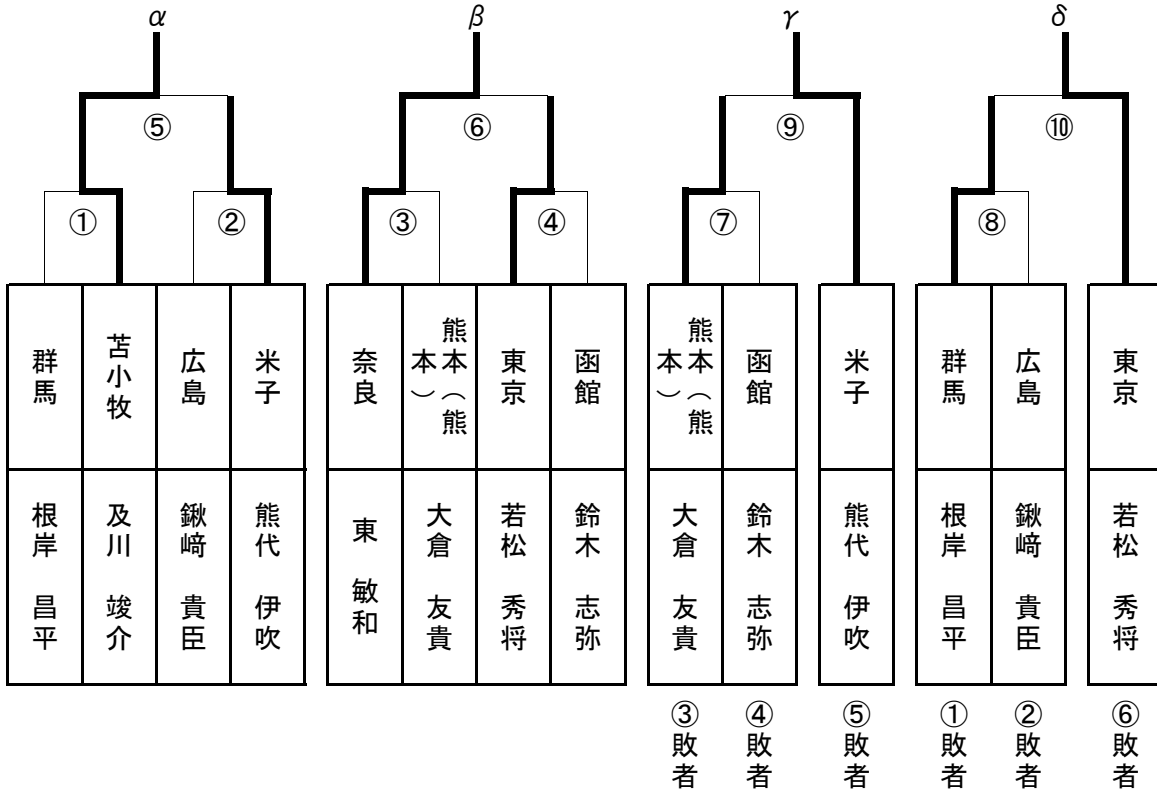 α
β
γ
δ
⑤
⑥
⑨
⑩
①
②
③
④
⑦
⑧
群馬
苫小牧
広島
米子
奈良
熊本(熊
本)
東京
函館
熊本(熊
本)
函館
米子
群馬
広島
東京
根岸 昌平
及川 竣介
鍬﨑 貴臣
熊代 伊吹
東 敏和
大倉 友貴
若松 秀将
鈴木 志弥
大倉 友貴
鈴木 志弥
熊代 伊吹
根岸 昌平
鍬﨑 貴臣
若松 秀将
③敗者
④敗者
⑤敗者
①敗者
②敗者
⑥敗者